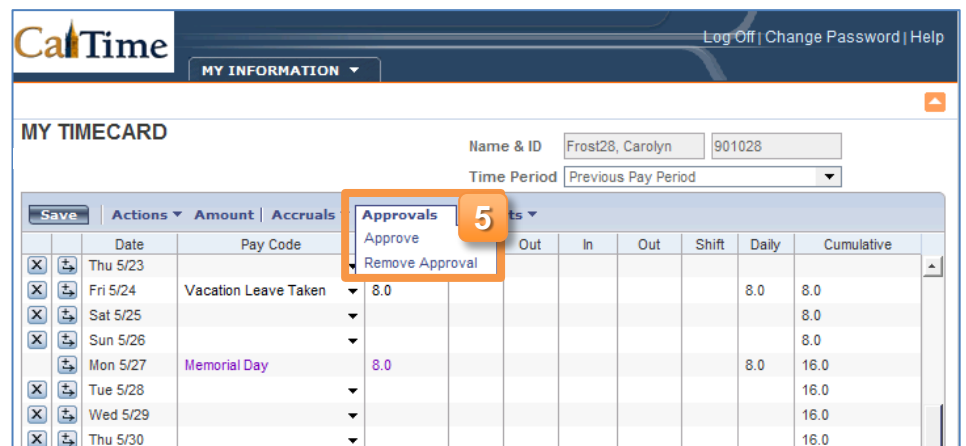 CalTime
Log Off | Change Password | Help
MY INFORMATION
MY TIMECARD
Name & ID Frost28, Carolyn 901028
Time Period Previous Pay Period
Save Actions Amount | Accruals Approvals 5 ts
Approve
Remove Approval
Date Pay Code Out In Out Shift Daily Cumulative
Thu 5/23
Fri 5/24 Vacation Leave Taken 8.0 8.0 8.0
Sat 5/25 8.0
Sun 5/26 8.0
Mon 5/27 Memorial Day 8.0 8.0 16.0
Tue 5/28 16.0
Wed 5/29 16.0
Thu 5/30 16.0